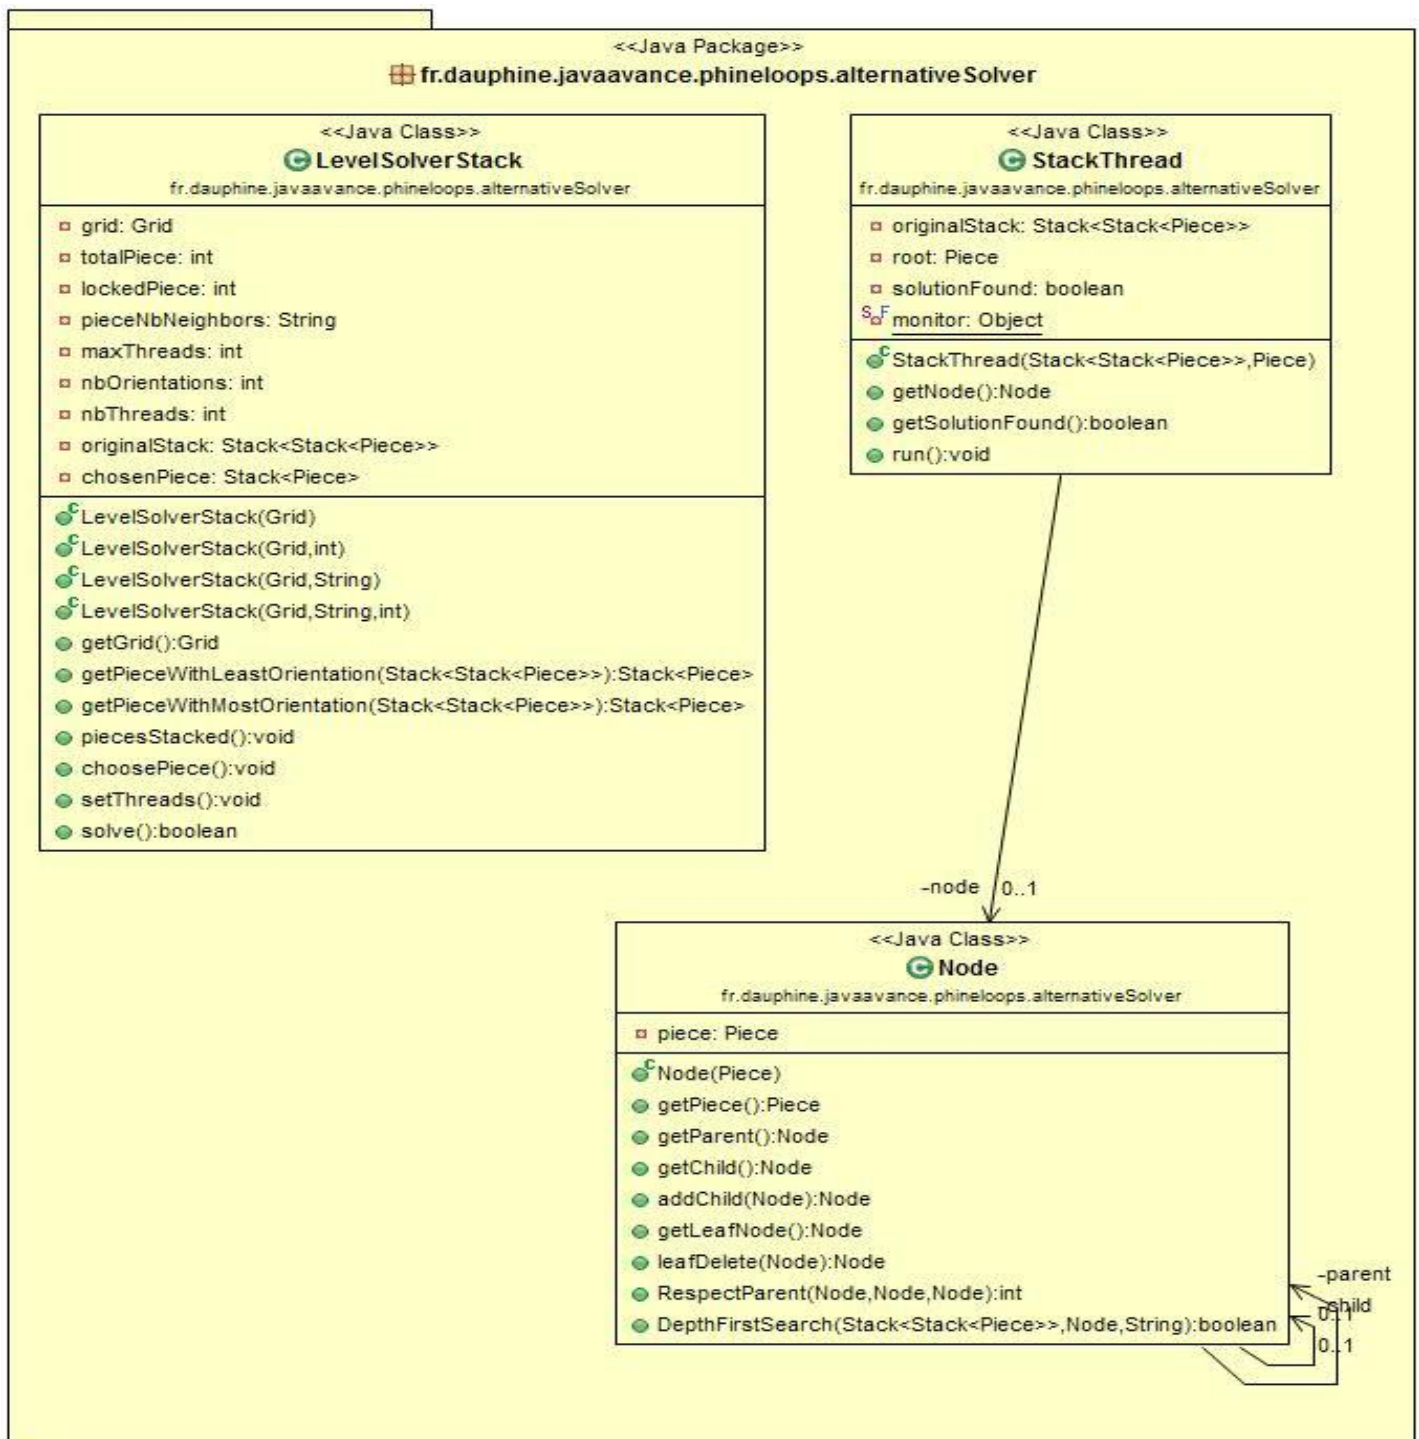 <<Java Package>>
fr.dauphine.javaavance.phineloops.alternativeSolver
<<Java Class>>
LevelSolverStack
fr.dauphine.javaavance.phineloops.alternativeSolver
grid: Grid
totalPiece: int
lockedPiece: int
pieceNbNeighbors: String
maxThreads: int
nbOrientations: int
nbThreads: int
originalStack: Stack<Stack<Piece>>
chosenPiece: Stack<Piece>
LevelSolverStack(Grid)
LevelSolverStack(Grid,int)
LevelSolverStack(Grid,String)
LevelSolverStack(Grid,String,int)
getGrid():Grid
getPieceWithLeastOrientation(Stack<Stack<Piece>>):Stack<Piece>
getPieceWithMostOrientation(Stack<Stack<Piece>>):Stack<Piece>
piecesStacked():void
choosePiece():void
setThreads():void
solve():boolean
<<Java Class>>
StackThread
fr.dauphine.javaavance.phineloops.alternativeSolver
originalStack: Stack<Stack<Piece>>
root: Piece
solutionFound: boolean
monitor: Object
StackThread(Stack<Stack<Piece>>,Piece)
getNode():Node
getSolutionFound():boolean
run():void
-node 0..1
<<Java Class>>
Node
fr.dauphine.javaavance.phineloops.alternativeSolver
piece: Piece
Node(Piece)
getPiece():Piece
getParent():Node
getChild():Node
addChild(Node):Node
getLeafNode():Node
leafDelete(Node):Node
RespectParent(Node,Node,Node):int
DepthFirstSearch(Stack<Stack<Piece>>,Node,String):boolean
-parent
-child
0..1
0..1